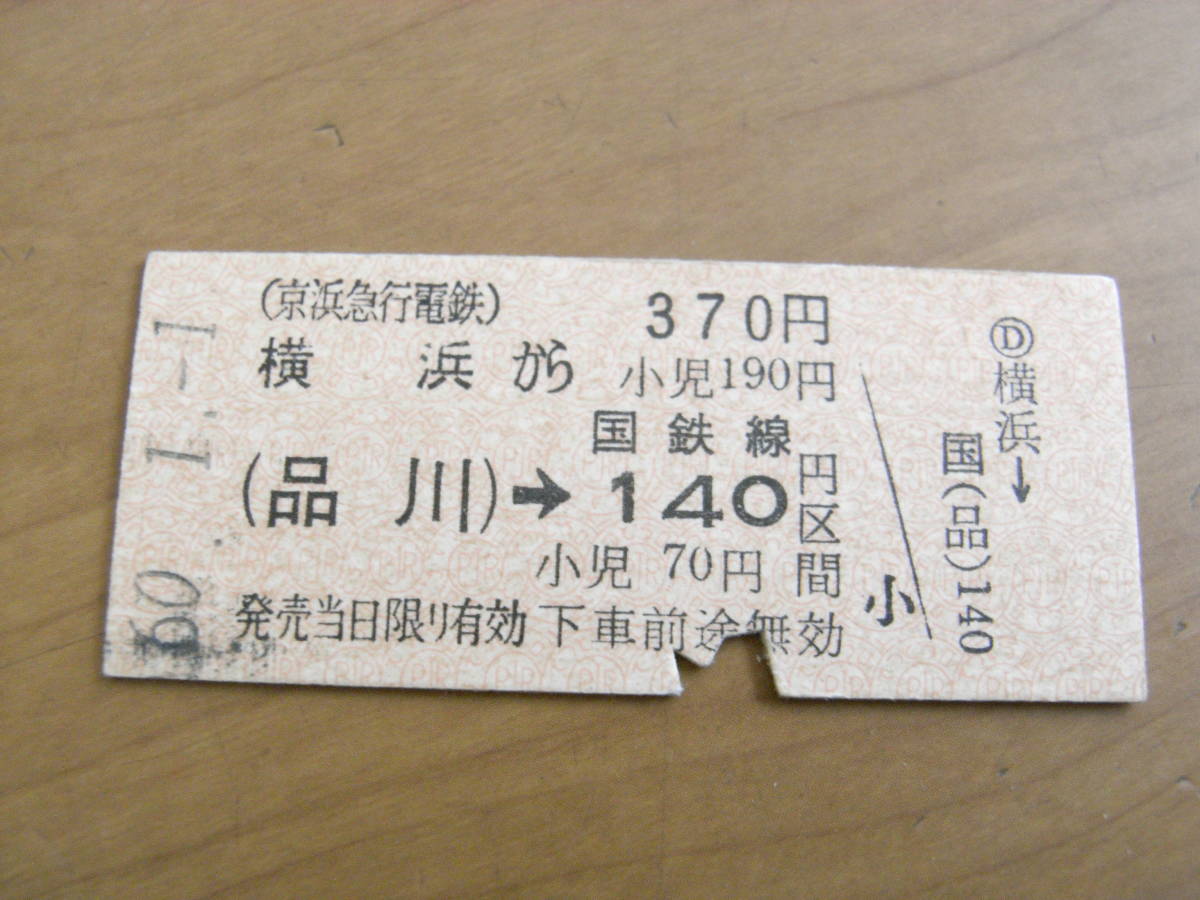 60 1.-1
(京浜急行電鉄)
370円
横浜から
小児190円
国鉄線
(品川)→140円区間
小児 70円
発売当日限り有効 下車前途無効
小
Ⓓ横浜→
国(品)140